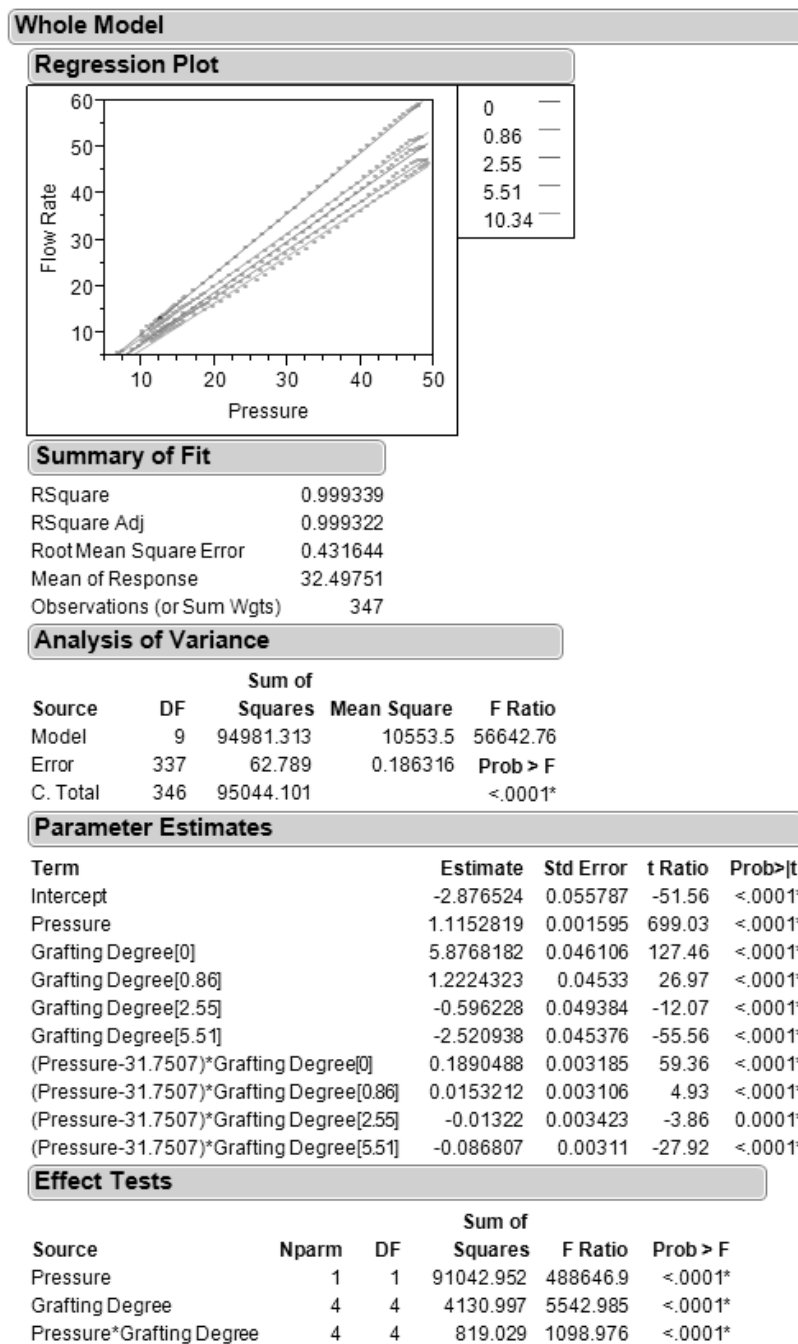 Whole Model
Regression Plot
60
50
40
30
20
10
Flow Rate
10 20 30 40 50
Pressure
0
0.86
2.55
5.51
10.34
Summary of Fit
RSquare 0.999339
RSquare Adj 0.999322
Root Mean Square Error 0.431644
Mean of Response 32.49751
Observations (or Sum Wgts) 347
Analysis of Variance
Sum of
Source DF Squares Mean Square F Ratio
Model 9 94981.313 10553.5 56642.76
Error 337 62.789 0.186316 Prob > F
C. Total 346 95044.101 <.0001*
Parameter Estimates
Term Estimate Std Error t Ratio Prob>|t
Intercept -2.876524 0.055787 -51.56 <.0001*
Pressure 1.1152819 0.001595 699.03 <.0001*
Grafting Degree[0] 5.8768182 0.046106 127.46 <.0001*
Grafting Degree[0.86] 1.2224323 0.04533 26.97 <.0001*
Grafting Degree[2.55] -0.596228 0.049384 -12.07 <.0001*
Grafting Degree[5.51] -2.520938 0.045376 -55.56 <.0001*
(Pressure-31.7507)*Grafting Degree[0] 0.1890488 0.003185 59.36 <.0001*
(Pressure-31.7507)*Grafting Degree[0.86] 0.0153212 0.003106 4.93 <.0001*
(Pressure-31.7507)*Grafting Degree[2.55] -0.01322 0.003423 -3.86 0.0001*
(Pressure-31.7507)*Grafting Degree[5.51] -0.086807 0.00311 -27.92 <.0001*
Effect Tests
Sum of
Source Nparm DF Squares F Ratio Prob > F
Pressure 1 1 91042.952 488646.9 <.0001*
Grafting Degree 4 4 4130.997 5542.985 <.0001*
Pressure*Grafting Degree 4 4 819.029 1098.976 <.0001*